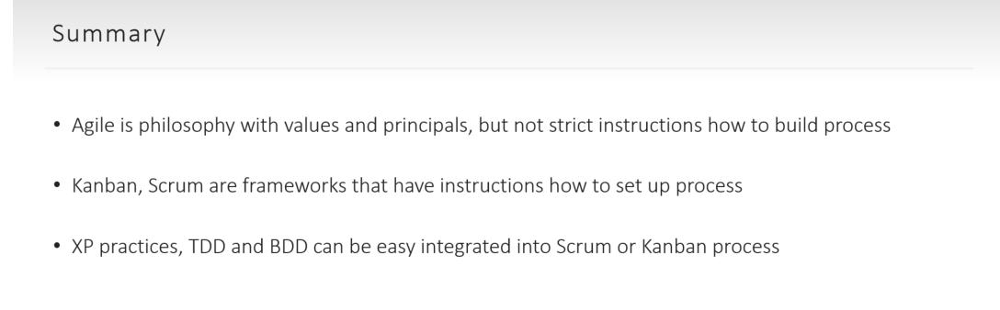 Summary
• Agile is philosophy with values and principals, but not strict instructions how to build process
• Kanban, Scrum are frameworks that have instructions how to set up process
• XP practices, TDD and BDD can be easy integrated into Scrum or Kanban process